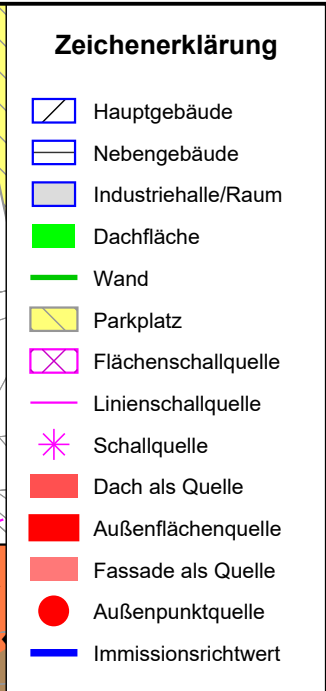 Zeichenerklärung
Hauptgebäude
Nebengebäude
Industriehalle/Raum
Dachfläche
Wand
Parkplatz
Flächenschallquelle
Linienschallquelle
Schallquelle
Dach als Quelle
Außenflächenquelle
Fassade als Quelle
Außenpunktquelle
Immissionsrichtwert